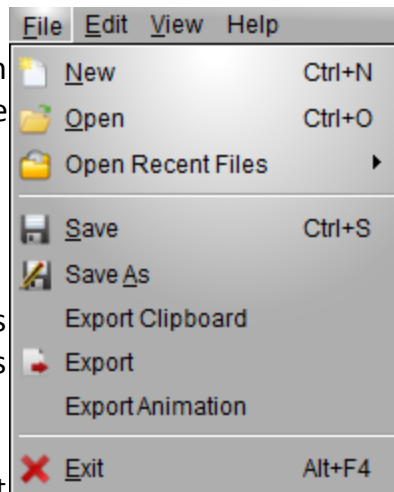 File Edit View Help
New Ctrl+N
Open Ctrl+O
Open Recent Files
Save Ctrl+S
Save As
Export Clipboard
Export
Export Animation
Exit Alt+F4